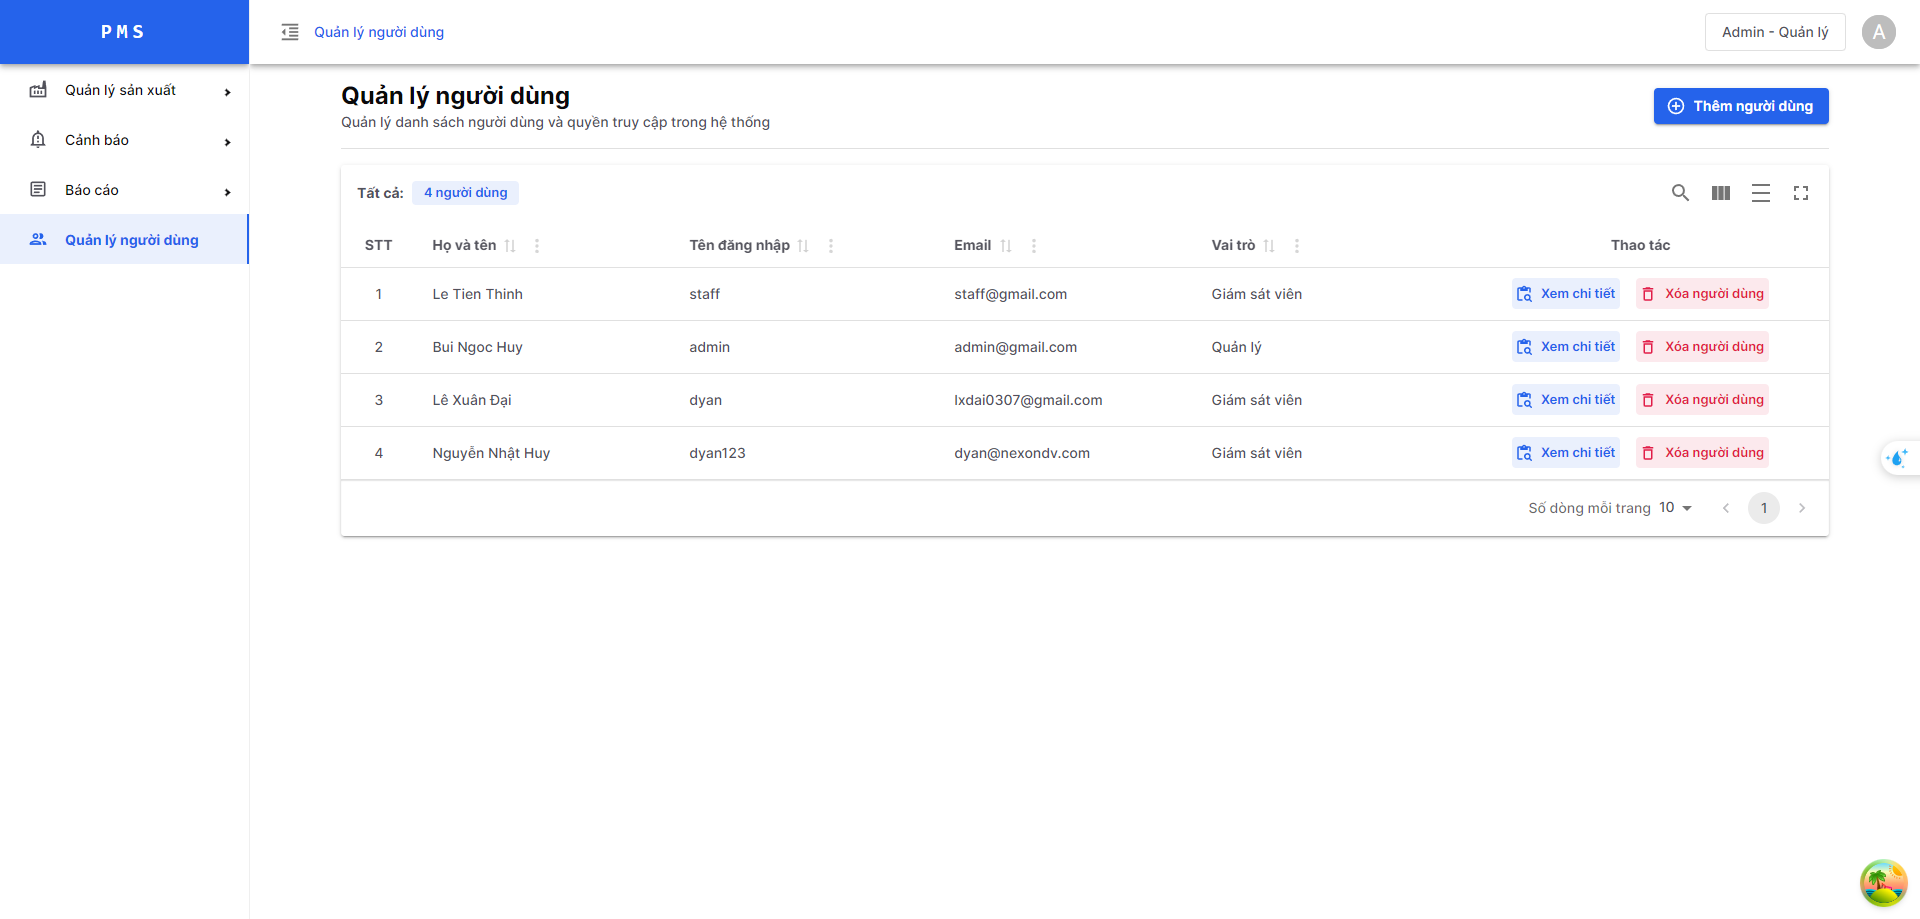 PMS
Quản lý người dùng
Admin - Quản lý
A
Quản lý sản xuất
Cảnh báo
Báo cáo
Quản lý người dùng
Quản lý người dùng
Quản lý danh sách người dùng và quyền truy cập trong hệ thống
Thêm người dùng
Tất cả: 4 người dùng
STT Họ và tên Tên đăng nhập Email Vai trò Thao tác
1 Le Tien Thinh staff staff@gmail.com Giám sát viên Xem chi tiết Xóa người dùng
2 Bui Ngoc Huy admin admin@gmail.com Quản lý Xem chi tiết Xóa người dùng
3 Lê Xuân Đại dyan lxdai0307@gmail.com Giám sát viên Xem chi tiết Xóa người dùng
4 Nguyễn Nhật Huy dyan123 dyan@nexondv.com Giám sát viên Xem chi tiết Xóa người dùng
Số dòng mỗi trang 10 1